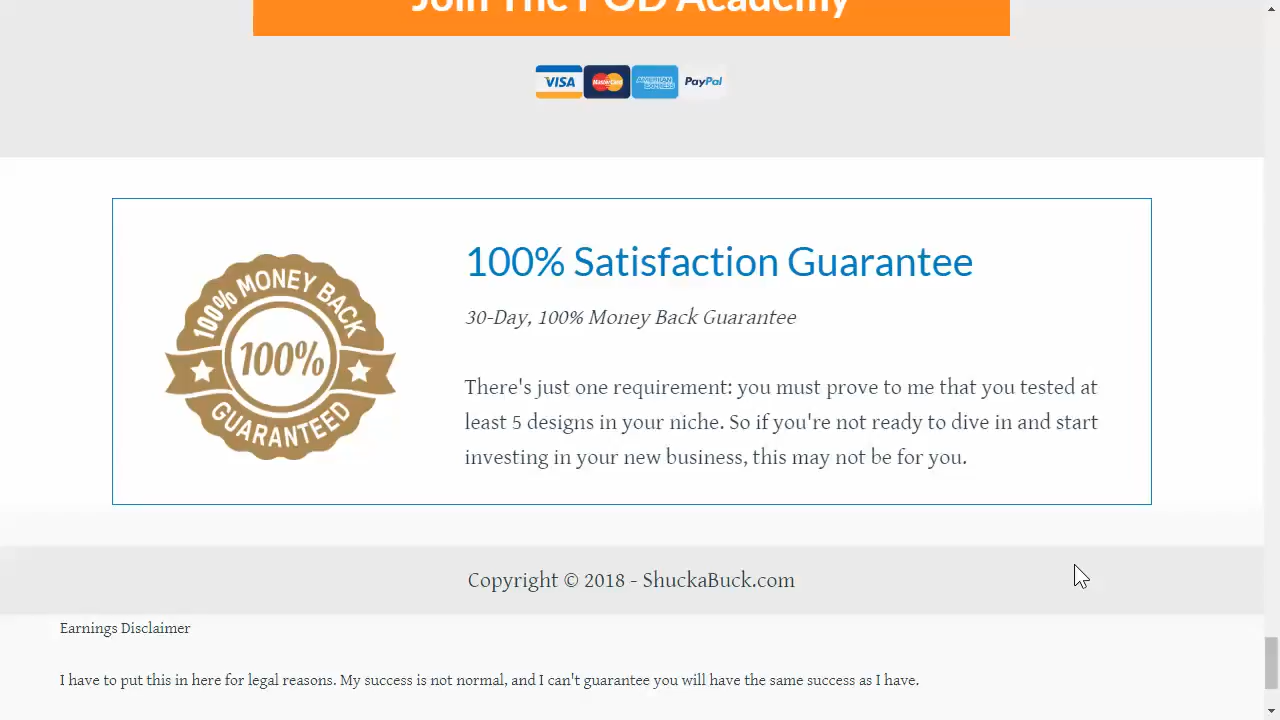 Join The POD Academy
VISA MasterCard AMERICAN EXPRESS PayPal
100% MONEY BACK
100%
GUARANTEED
100% Satisfaction Guarantee
30-Day, 100% Money Back Guarantee
There's just one requirement: you must prove to me that you tested at
least 5 designs in your niche. So if you're not ready to dive in and start
investing in your new business, this may not be for you.
Copyright © 2018 - ShuckaBuck.com
Earnings Disclaimer
I have to put this in here for legal reasons. My success is not normal, and I can't guarantee you will have the same success as I have.